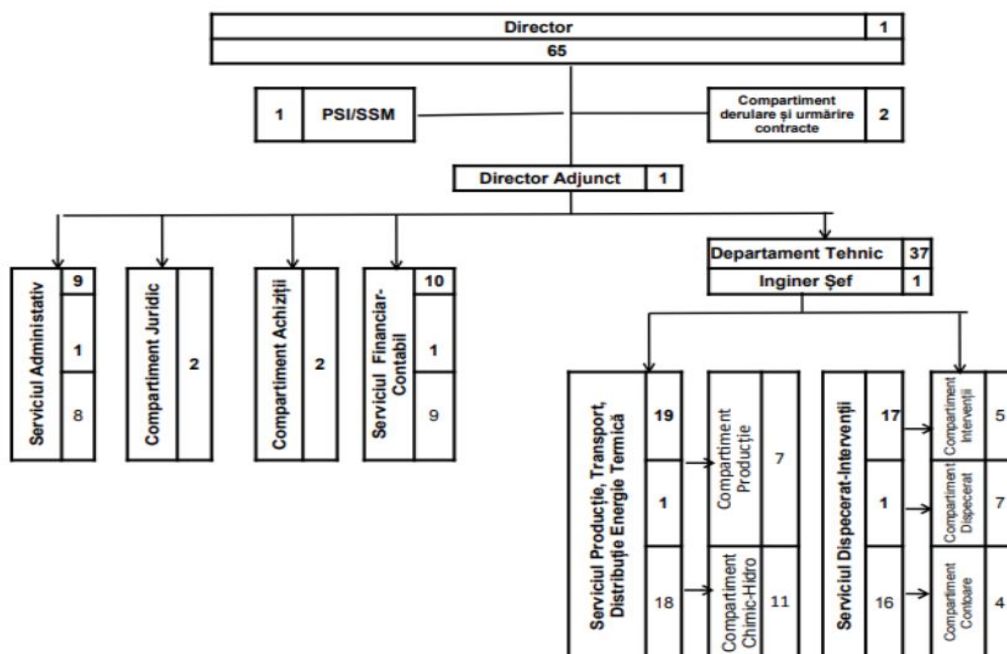 Director 1
65
1 PSI/SSM
Compartiment
derulare și urmărire
contracte
2
Director Adjunct 1
Departament Tehnic 37
Inginer Șef 1
Serviciul Administativ
9
1
8
Compartiment Juridic
2
Compartiment Achiziții
2
Serviciul Financiar-
Contabil
10
1
9
Serviciul Producție, Transport,
Distribuție Energie Termică
19
1
18
Compartiment
Producție
7
Compartiment
Chimic-Hidro
11
Serviciul Dispecerat-Intervenții
17
1
16
Compartiment
Intervenții
5
Compartiment
Dispecerat
7
Compartiment
Contoare
4